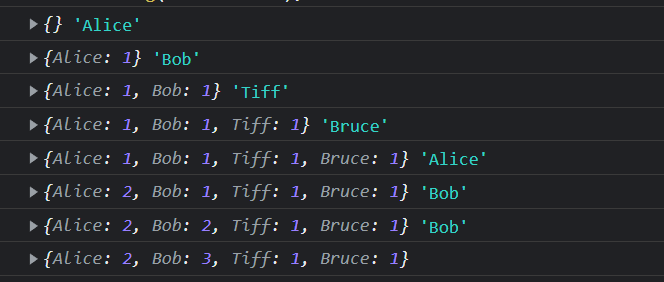 ▶ {} 'Alice'
▶ {Alice: 1} 'Bob'
▶ {Alice: 1, Bob: 1} 'Tiff'
▶ {Alice: 1, Bob: 1, Tiff: 1} 'Bruce'
▶ {Alice: 1, Bob: 1, Tiff: 1, Bruce: 1} 'Alice'
▶ {Alice: 2, Bob: 1, Tiff: 1, Bruce: 1} 'Bob'
▶ {Alice: 2, Bob: 2, Tiff: 1, Bruce: 1} 'Bob'
▶ {Alice: 2, Bob: 3, Tiff: 1, Bruce: 1}